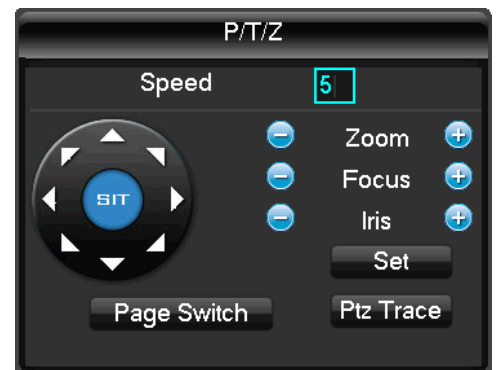 P/T/Z
Speed 5
Zoom
SIT Focus
Iris
Set
Page Switch Ptz Trace